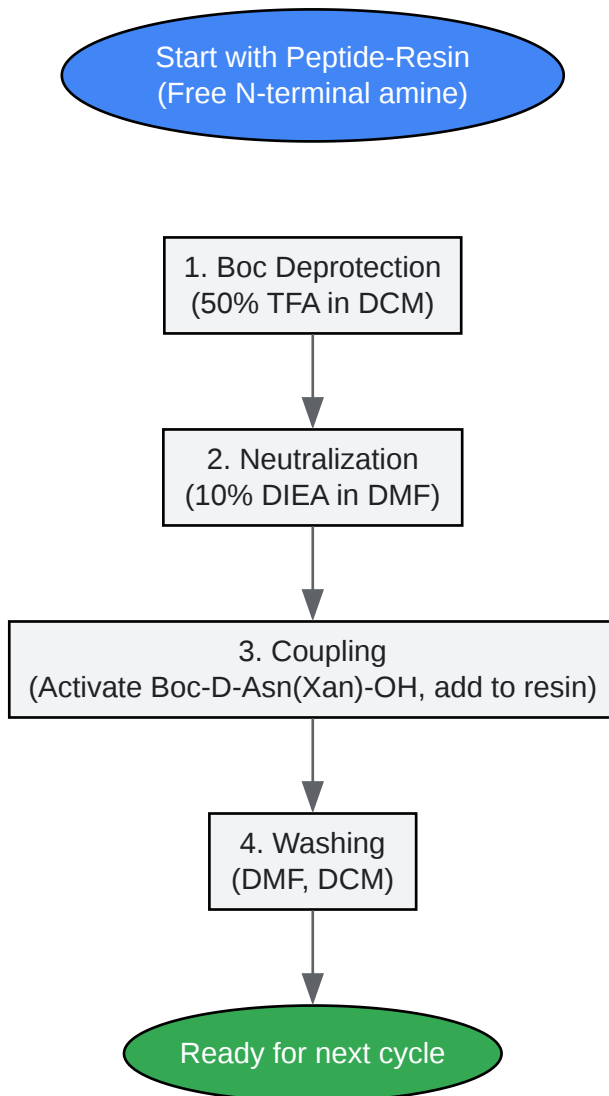 Start with Peptide-Resin
(Free N-terminal amine)
1. Boc Deprotection
(50% TFA in DCM)
2. Neutralization
(10% DIEA in DMF)
3. Coupling
(Activate Boc-D-Asn(Xan)-OH, add to resin)
4. Washing
(DMF, DCM)
Ready for next cycle